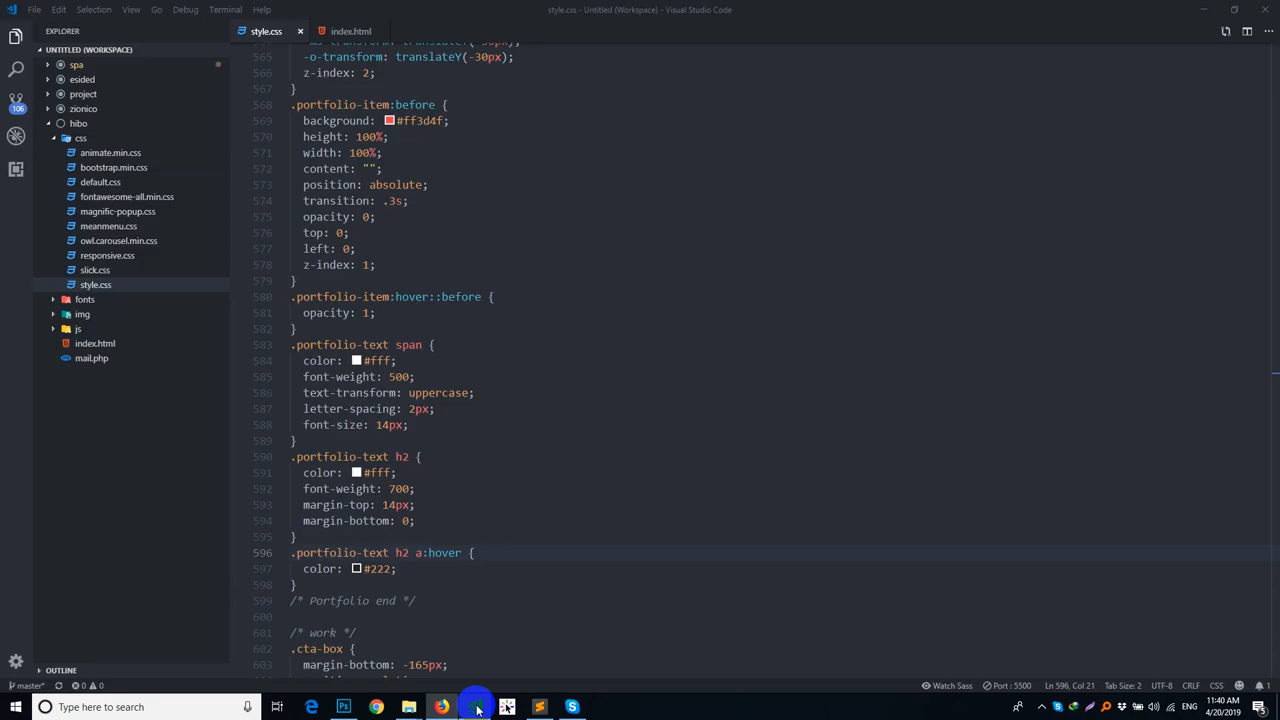 File Edit Selection View Go Debug Terminal Help
style.css - Untitled (Workspace) - Visual Studio Code
EXPLORER
style.css
index.html
UNTITLED (WORKSPACE)
spa
esided
project
zionico
hibo
css
animate.min.css
bootstrap.min.css
default.css
fontawesome-all.min.css
magnific-popup.css
meanmenu.css
owl.carousel.min.css
responsive.css
slick.css
style.css
fonts
img
js
index.html
mail.php
106
565 -o-transform: translateY(-30px);
566 z-index: 2;
567 }
568 .portfolio-item:before {
569 background: #ff3d4f;
570 height: 100%;
571 width: 100%;
572 content: "";
573 position: absolute;
574 transition: .3s;
575 opacity: 0;
576 top: 0;
577 left: 0;
578 z-index: 1;
579 }
580 .portfolio-item:hover::before {
581 opacity: 1;
582 }
583 .portfolio-text span {
584 color: #fff;
585 font-weight: 500;
586 text-transform: uppercase;
587 letter-spacing: 2px;
588 font-size: 14px;
589 }
590 .portfolio-text h2 {
591 color: #fff;
592 font-weight: 700;
593 margin-top: 14px;
594 margin-bottom: 0;
595 }
596 .portfolio-text h2 a:hover {
597 color: #222;
598 }
599 /* Portfolio end */
600
601 /* work */
602 .cta-box {
603 margin-bottom: -165px;
OUTLINE
master* 0 0
Watch Sass Port : 5500 Ln 596, Col 21 Tab Size: 2 UTF-8 CRLF CSS 1
Type here to search
ENG
11:40 AM
4/20/2019